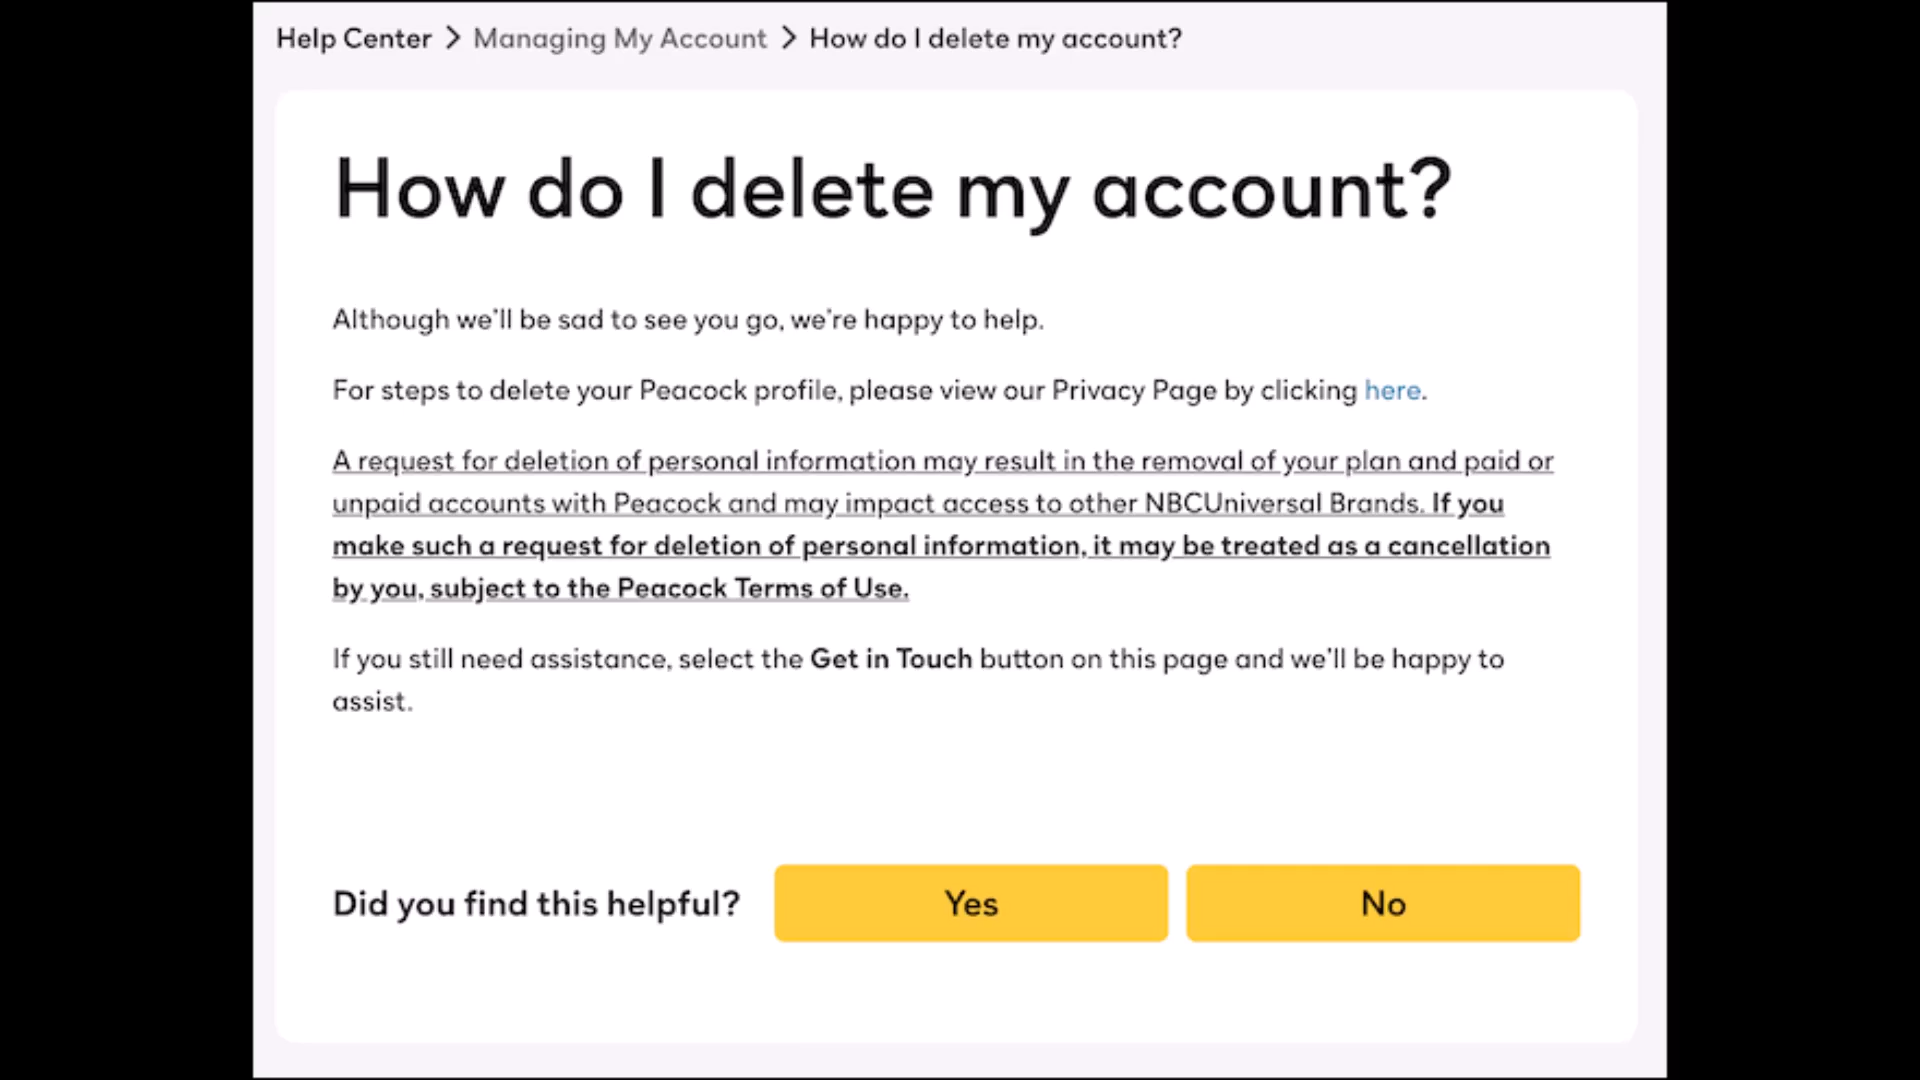 Help Center > Managing My Account > How do I delete my account?
How do I delete my account?
Although we'll be sad to see you go, we're happy to help.
For steps to delete your Peacock profile, please view our Privacy Page by clicking here.
A request for deletion of personal information may result in the removal of your plan and paid or
unpaid accounts with Peacock and may impact access to other NBCUniversal Brands. If you
make such a request for deletion of personal information, it may be treated as a cancellation
by you, subject to the Peacock Terms of Use.
If you still need assistance, select the Get in Touch button on this page and we'll be happy to
assist.
Did you find this helpful? Yes No